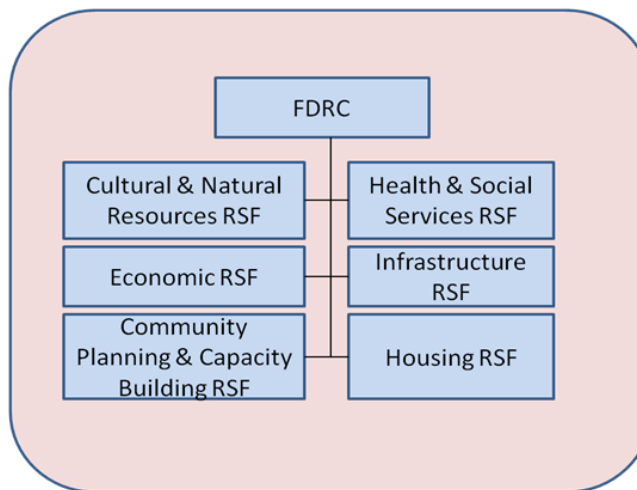 FDRC
Cultural & Natural
Resources RSF
Health & Social
Services RSF
Economic RSF
Infrastructure
RSF
Community
Planning & Capacity
Building RSF
Housing RSF